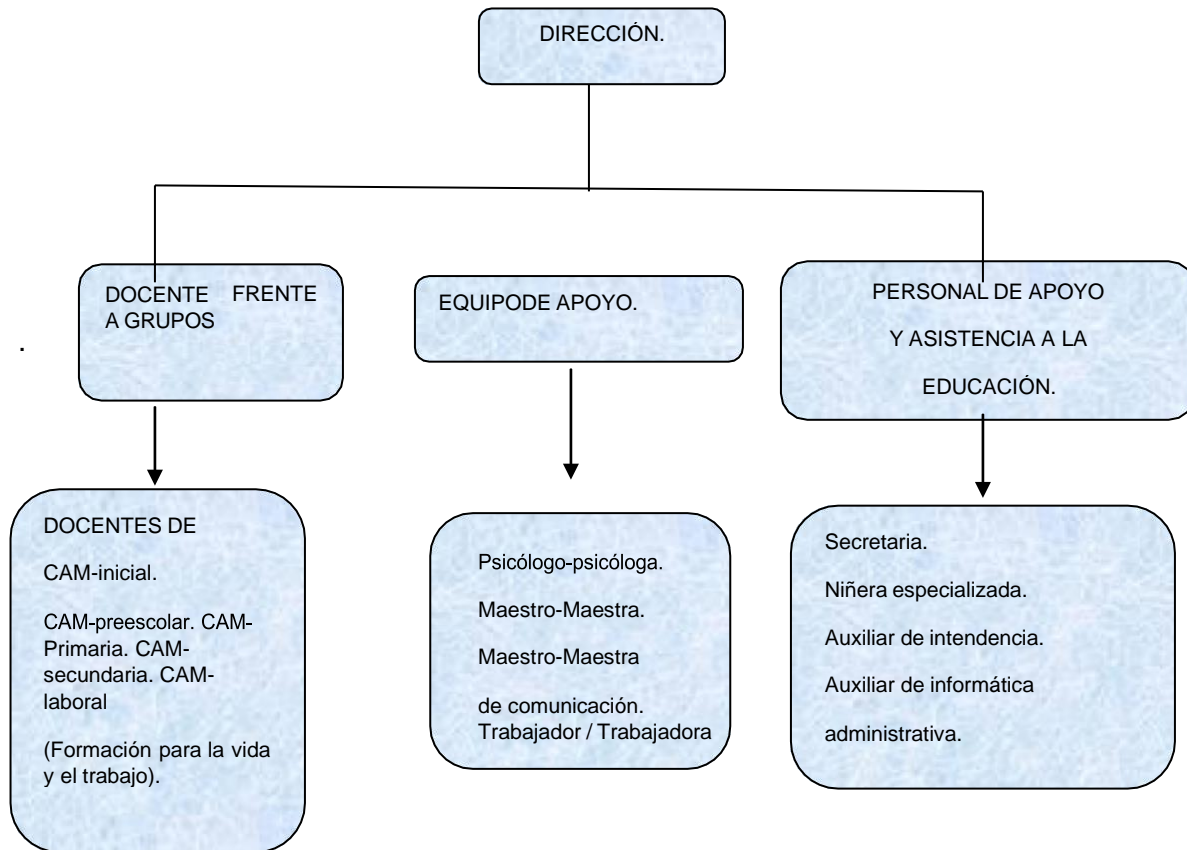 DIRECCIÓN.
DOCENTE FRENTE
A GRUPOS
.
EQUIPODE APOYO.
PERSONAL DE APOYO
Y ASISTENCIA A LA
EDUCACIÓN.
DOCENTES DE
CAM-inicial.
CAM-preescolar. CAM-
Primaria. CAM-
secundaria. CAM-
laboral
(Formación para la vida
y el trabajo).
Psicólogo-psicóloga.
Maestro-Maestra.
Maestro-Maestra
de comunicación.
Trabajador / Trabajadora
Secretaria.
Niñera especializada.
Auxiliar de intendencia.
Auxiliar de informática
administrativa.